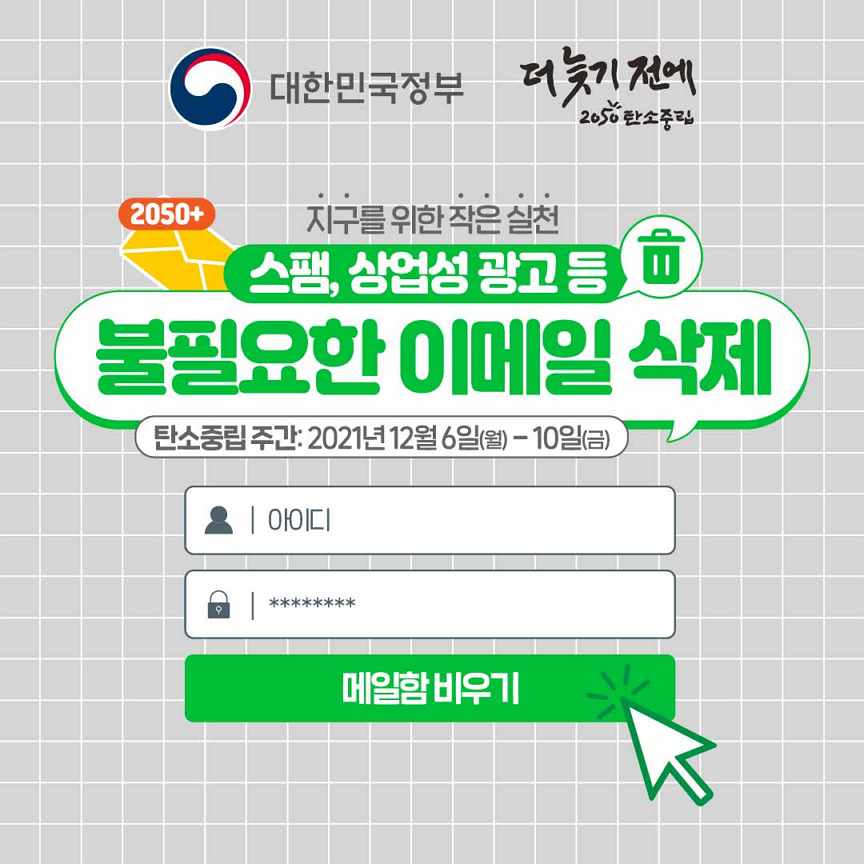 대한민국정부
더 늦기 전에
2050 탄소중립
2050+
지구를 위한 작은 실천
스팸, 상업성 광고 등
불필요한 이메일 삭제
탄소중립 주간: 2021년 12월 6일(월) – 10일(금)
아이디
********
메일함 비우기